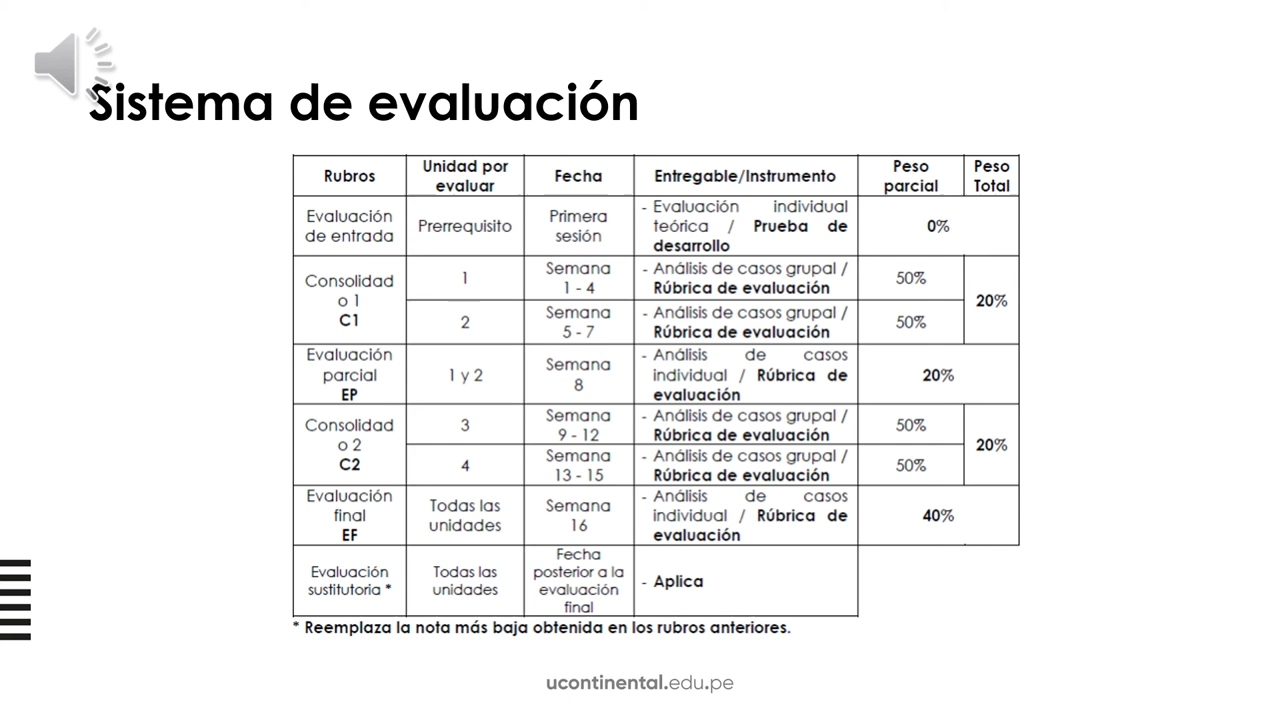 Sistema de evaluación
Rubros
Unidad por
evaluar
Fecha
Entregable/Instrumento
Peso
parcial
Peso
Total
Evaluación
de entrada
Prerrequisito
Primera
sesión
- Evaluación individual
teórica / Prueba de
desarrollo
0%
Consolidad
o 1
C1
1
Semana
1 - 4
- Análisis de casos grupal /
Rúbrica de evaluación
50%
20%
2
Semana
5 - 7
- Análisis de casos grupal /
Rúbrica de evaluación
50%
Evaluación
parcial
EP
1 y 2
Semana
8
- Análisis de casos
individual / Rúbrica de
evaluación
20%
Consolidad
o 2
C2
3
Semana
9 - 12
- Análisis de casos grupal /
Rúbrica de evaluación
50%
20%
4
Semana
13 - 15
- Análisis de casos grupal /
Rúbrica de evaluación
50%
Evaluación
final
EF
Todas las
unidades
Semana
16
- Análisis de casos
individual / Rúbrica de
evaluación
40%
Evaluación
sustitutoria *
Todas las
unidades
Fecha
posterior a la
evaluación
final
- Aplica
* Reemplaza la nota más baja obtenida en los rubros anteriores.
ucontinental.edu.pe